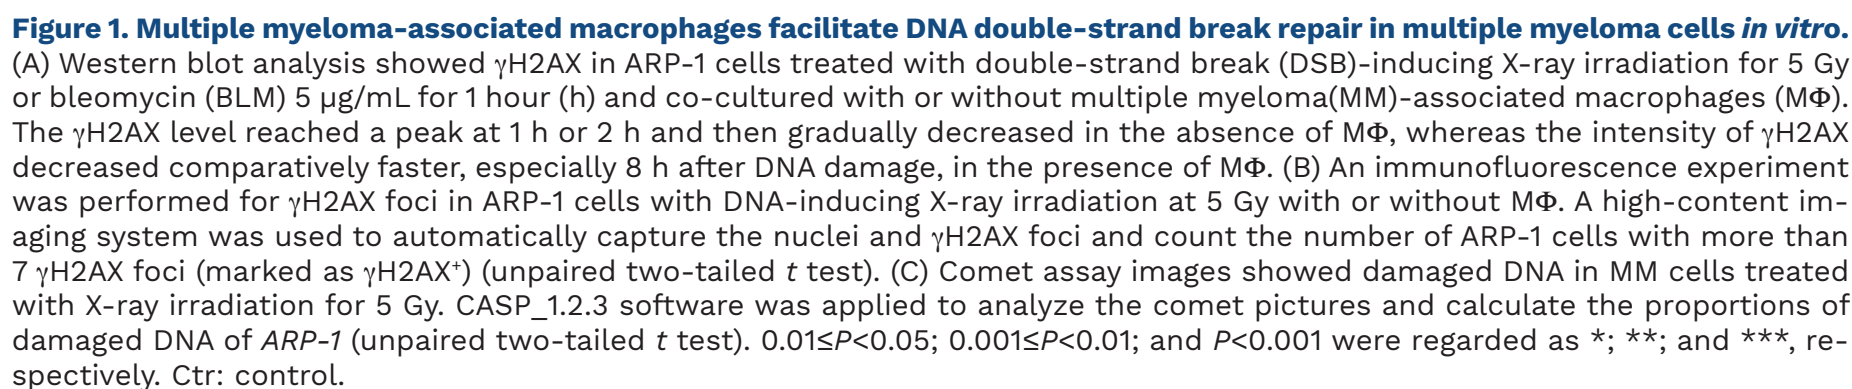 Figure 1. Multiple myeloma-associated macrophages facilitate DNA double-strand break repair in multiple myeloma cells in vitro.
(A) Western blot analysis showed γH2AX in ARP-1 cells treated with double-strand break (DSB)-inducing X-ray irradiation for 5 Gy
or bleomycin (BLM) 5 μg/mL for 1 hour (h) and co-cultured with or without multiple myeloma(MM)-associated macrophages (MΦ).
The γH2AX level reached a peak at 1 h or 2 h and then gradually decreased in the absence of MΦ, whereas the intensity of γH2AX
decreased comparatively faster, especially 8 h after DNA damage, in the presence of MΦ. (B) An immunofluorescence experiment
was performed for γH2AX foci in ARP-1 cells with DNA-inducing X-ray irradiation at 5 Gy with or without MΦ. A high-content im-
aging system was used to automatically capture the nuclei and γH2AX foci and count the number of ARP-1 cells with more than
7 γH2AX foci (marked as γH2AX⁺) (unpaired two-tailed t test). (C) Comet assay images showed damaged DNA in MM cells treated
with X-ray irradiation for 5 Gy. CASP_1.2.3 software was applied to analyze the comet pictures and calculate the proportions of
damaged DNA of ARP-1 (unpaired two-tailed t test). 0.01≤P<0.05; 0.001≤P<0.01; and P<0.001 were regarded as *; **; and ***, re-
spectively. Ctr: control.